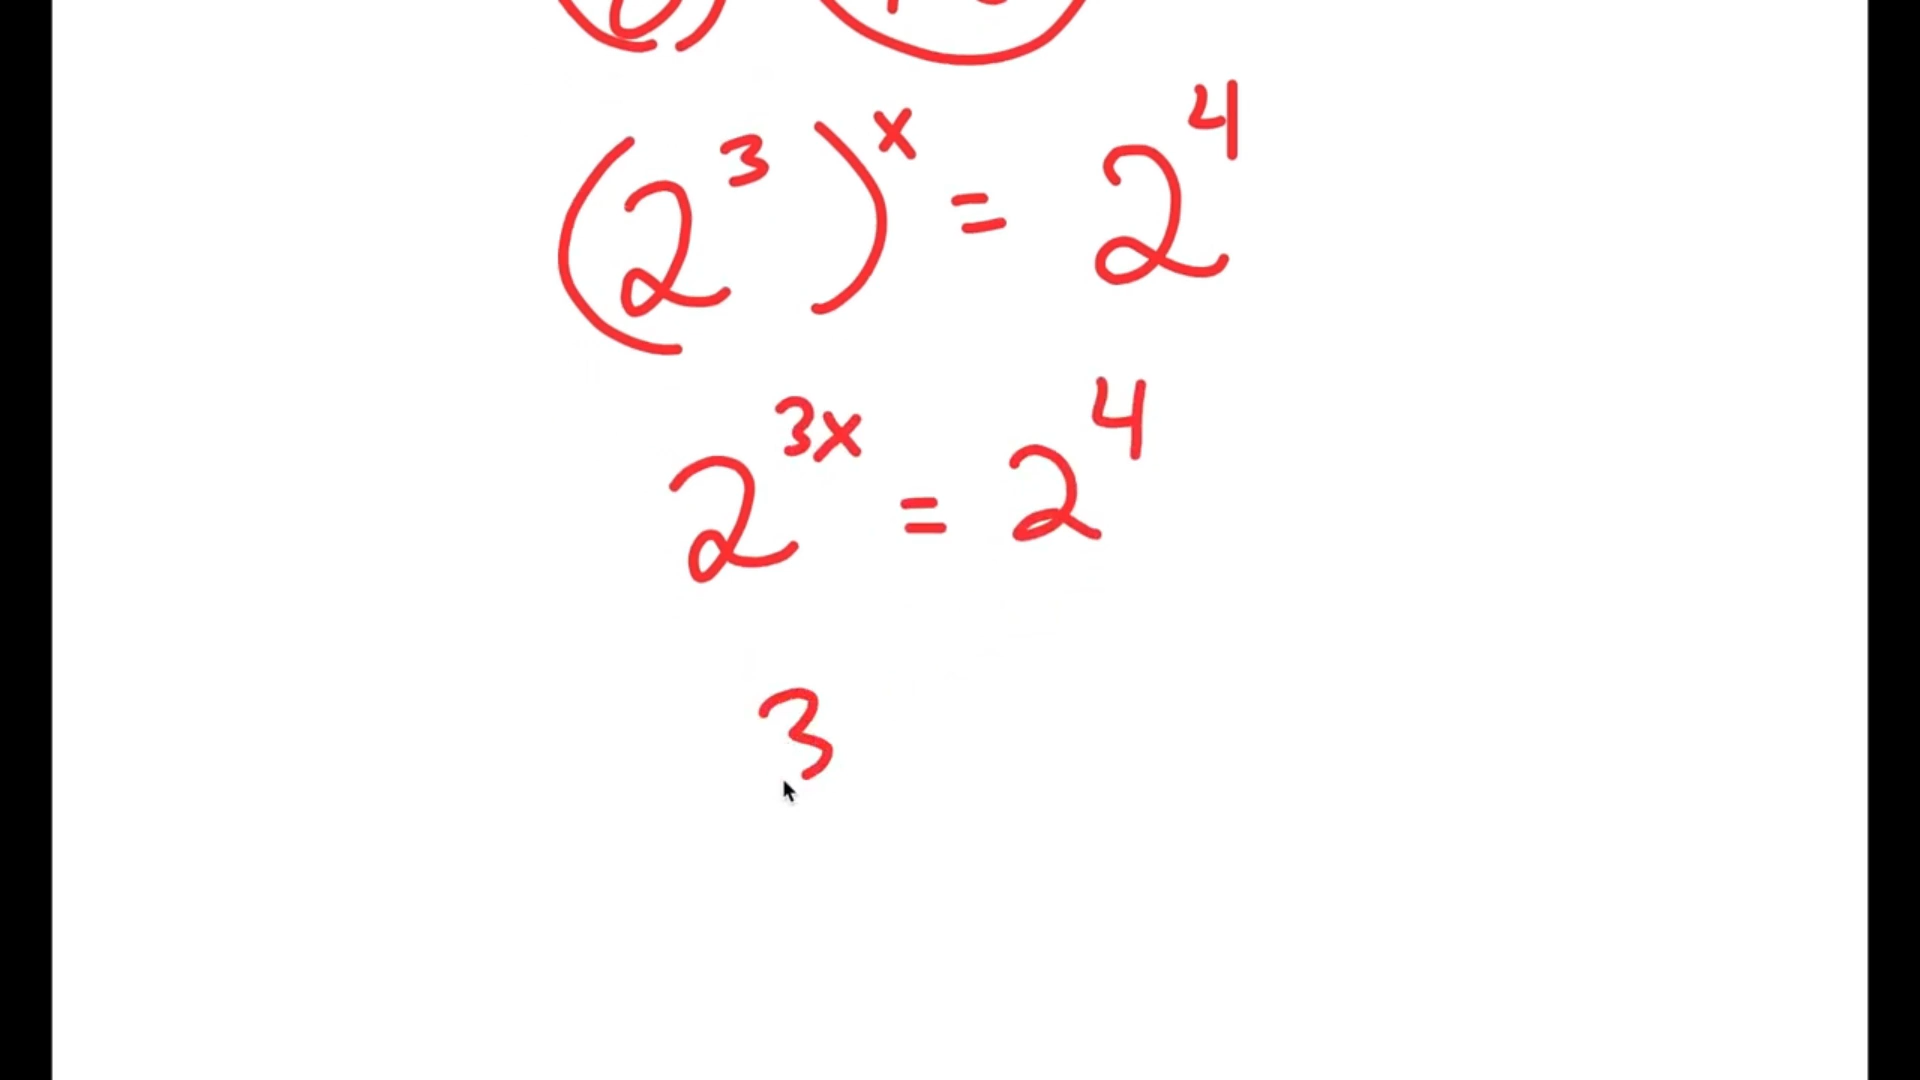 (2³)ˣ = 2⁴
2³ˣ = 2⁴
3